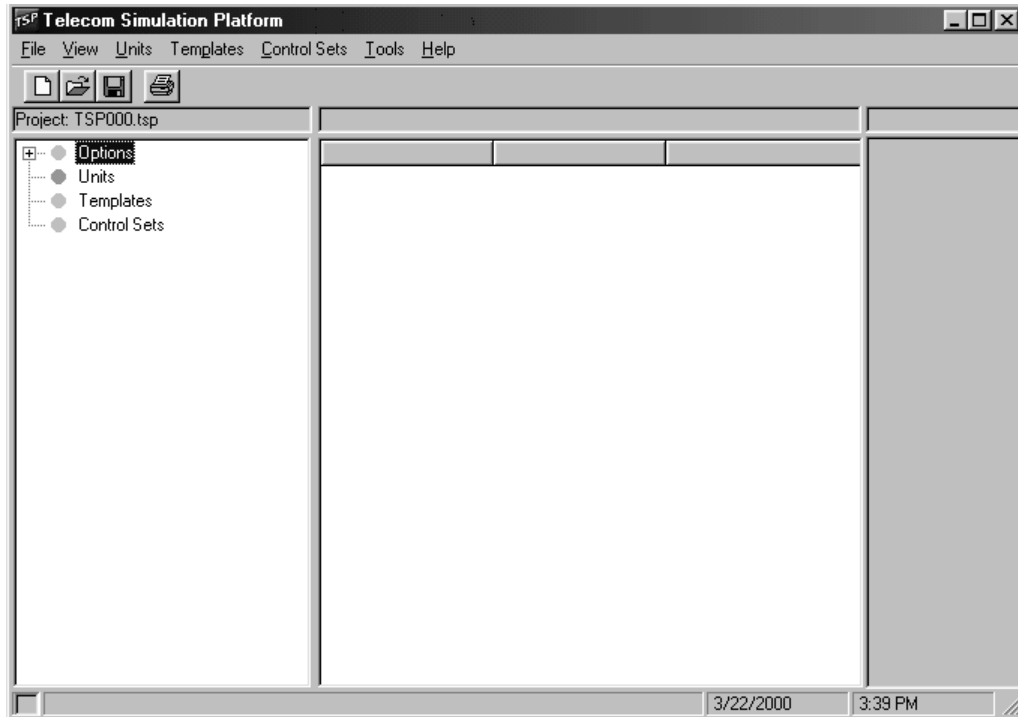 TSP Telecom Simulation Platform
File View Units Templates Control Sets Tools Help
Project: TSP000.tsp
Options
Units
Templates
Control Sets
3/22/2000 3:39 PM